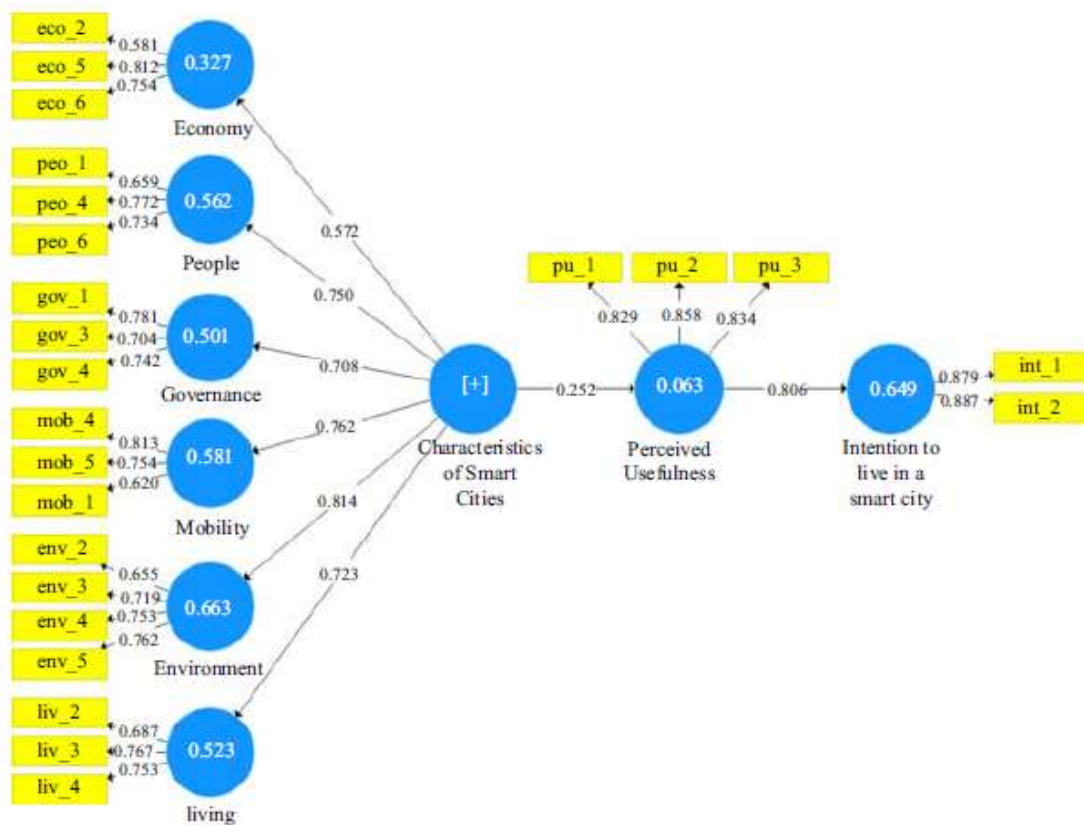 eco_2
0.581
eco_5
0.812
eco_6
0.754
0.327
Economy
peo_1
0.659
peo_4
0.772
peo_6
0.734
0.562
People
gov_1
0.781
gov_3
0.704
gov_4
0.742
0.501
Governance
mob_4
0.813
mob_5
0.754
mob_1
0.620
0.581
Mobility
env_2
0.655
env_3
0.719
env_4
0.753
env_5
0.762
0.663
Environment
liv_2
0.687
liv_3
0.767
liv_4
0.753
0.523
living
0.572
0.750
0.708
0.762
0.814
0.723
[+]
Characteristics
of Smart
Cities
0.252
pu_1
pu_2
pu_3
0.829
0.858
0.834
0.063
Perceived
Usefulness
0.806
0.649
Intention to
live in a
smart city
0.879
int_1
0.887
int_2